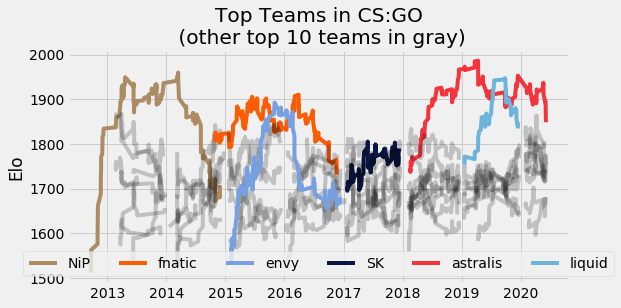 Top Teams in CS:GO
(other top 10 teams in gray)
Elo
2000
1900
1800
1700
1600
1500
NiP fnatic envy SK astralis liquid
2013 2014 2015 2016 2017 2018 2019 2020